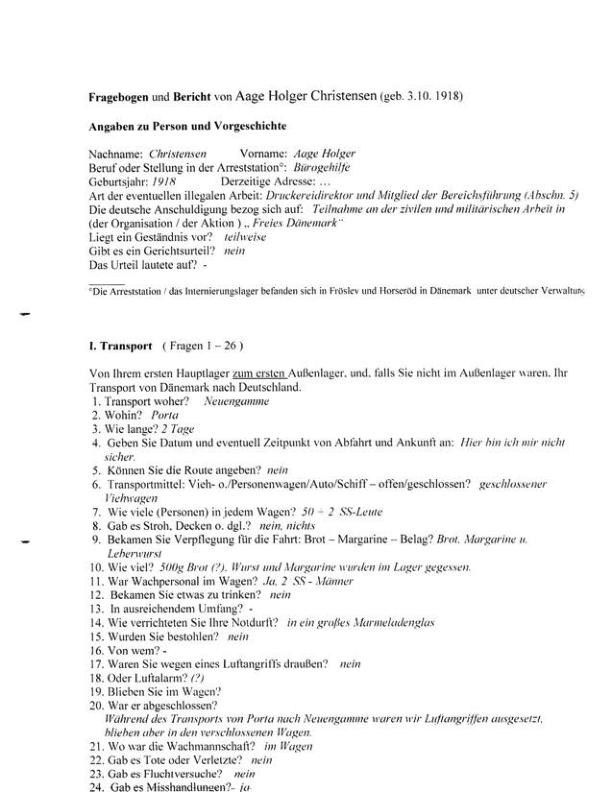 Fragebogen und Bericht von Aage Holger Christensen (geb. 3.10. 1918)
Angaben zu Person und Vorgeschichte
Nachname: Christensen Vorname: Aage Holger
Beruf oder Stellung in der Arreststation°: Bürogehilfe
Geburtsjahr: 1918 Derzeitige Adresse: ...
Art der eventuellen illegalen Arbeit: Druckereidirektor und Mitglied der Bereichsführung (Abschn. 5)
Die deutsche Anschuldigung bezog sich auf: Teilnahme an der zivilen und militärischen Arbeit in
(der Organisation / der Aktion ) „ Freies Dänemark“
Liegt ein Geständnis vor? teilweise
Gibt es ein Gerichtsurteil? nein
Das Urteil lautete auf? -
°Die Arreststation / das Internierungslager befanden sich in Fröslev und Horseröd in Dänemark unter deutscher Verwaltung
I. Transport ( Fragen 1 – 26 )
Von Ihrem ersten Hauptlager zum ersten Außenlager, und, falls Sie nicht im Außenlager waren, Ihr
Transport von Dänemark nach Deutschland.
1. Transport woher? Neuengamme
2. Wohin? Porta
3. Wie lange? 2 Tage
4. Geben Sie Datum und eventuell Zeitpunkt von Abfahrt und Ankunft an: Hier bin ich mir nicht
sicher.
5. Können Sie die Route angeben? nein
6. Transportmittel: Vieh- o./Personenwagen/Auto/Schiff – offen/geschlossen? geschlossener
Viehwagen
7. Wie viele (Personen) in jedem Wagen? 50 + 2 SS-Leute
8. Gab es Stroh, Decken o. dgl.? nein, nichts
9. Bekamen Sie Verpflegung für die Fahrt: Brot – Margarine – Belag? Brot, Margarine u.
Leberwurst
10. Wie viel? 500g Brot (?), Wurst und Margarine wurden im Lager gegessen.
11. War Wachpersonal im Wagen? Ja, 2 SS - Männer
12. Bekamen Sie etwas zu trinken? nein
13. In ausreichendem Umfang? -
14. Wie verrichteten Sie Ihre Notdurft? in ein großes Marmeladenglas
15. Wurden Sie bestohlen? nein
16. Von wem? -
17. Waren Sie wegen eines Luftangriffs draußen? nein
18. Oder Luftalarm? (?)
19. Blieben Sie im Wagen?
20. War er abgeschlossen?
Während des Transports von Porta nach Neuengamme waren wir Luftangriffen ausgesetzt,
blieben aber in den verschlossenen Wagen.
21. Wo war die Wachmannschaft? im Wagen
22. Gab es Tote oder Verletzte? nein
23. Gab es Fluchtversuche? nein
24. Gab es Misshandlungen?- ja